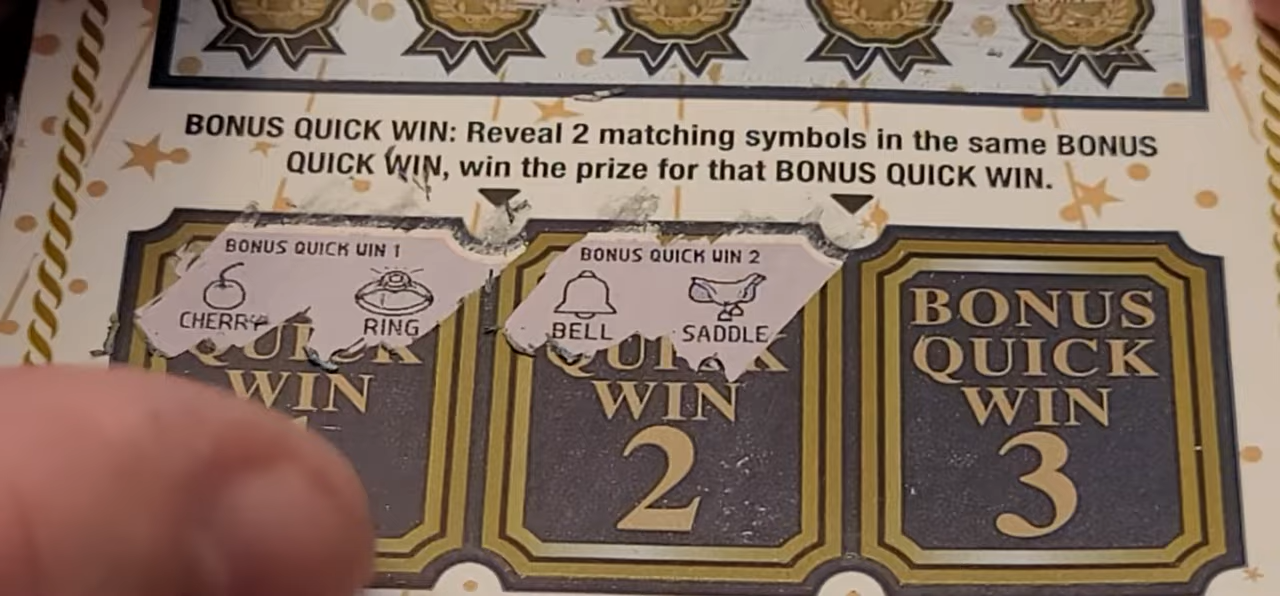 BONUS QUICK WIN: Reveal 2 matching symbols in the same BONUS
QUICK WIN, win the prize for that BONUS QUICK WIN.
BONUS QUICK WIN 1
CHERRY
RING
QUICK
WIN
BONUS QUICK WIN 2
BELL
SADDLE
QUICK
WIN
2
BONUS
QUICK
WIN
3